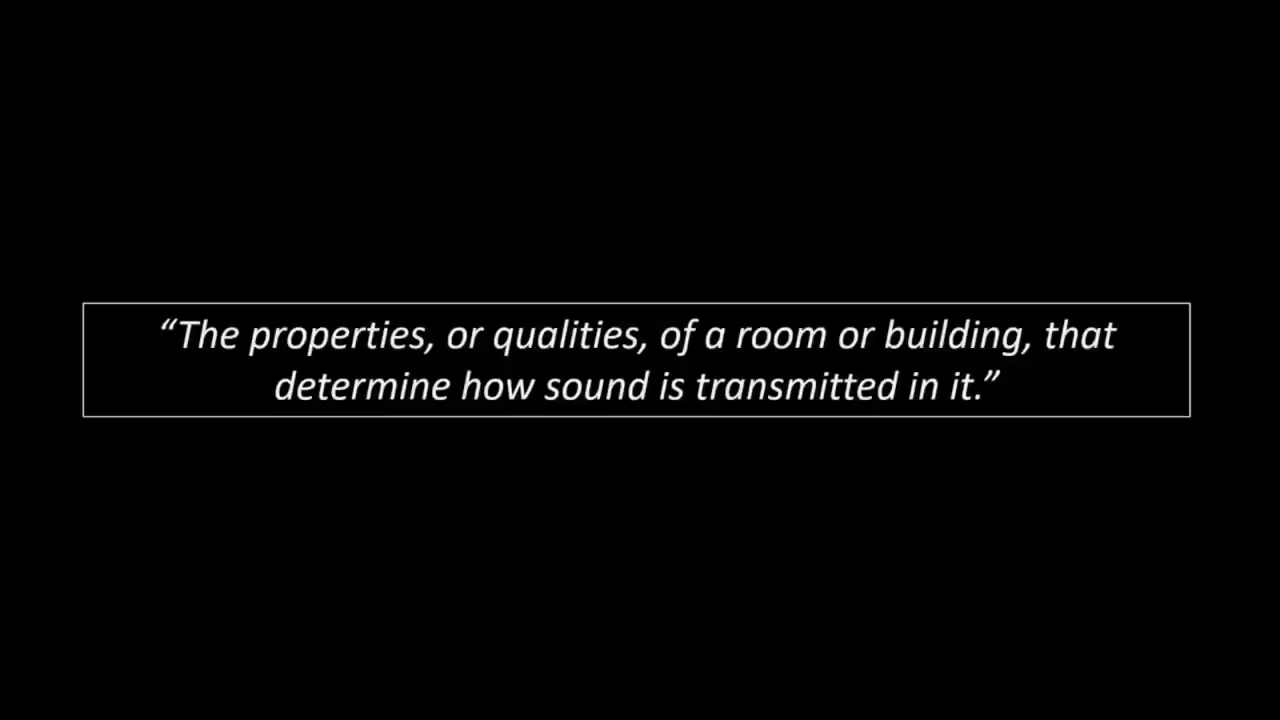 “The properties, or qualities, of a room or building, that
determine how sound is transmitted in it.”